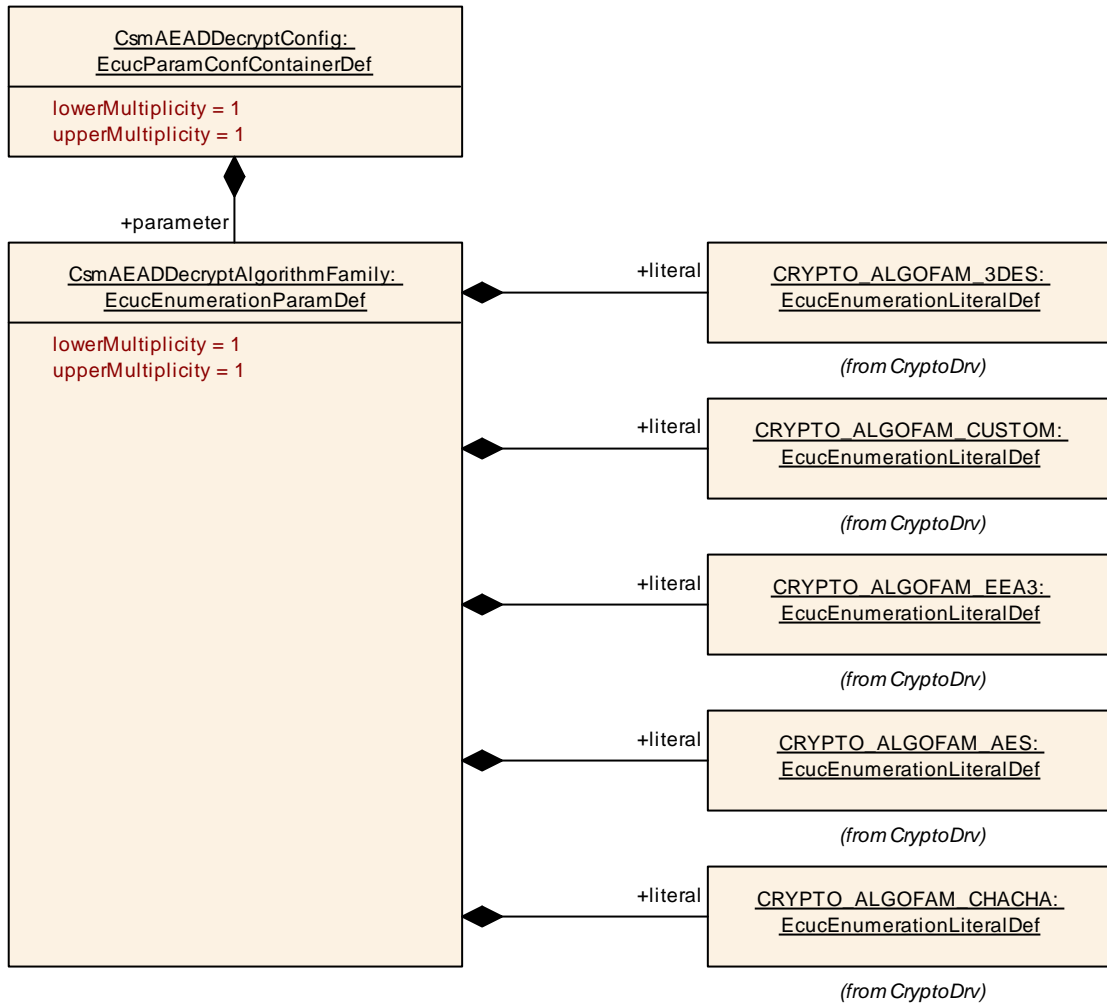 CsmAEADDecryptConfig:
EcucParamConfContainerDef
lowerMultiplicity = 1
upperMultiplicity = 1
+parameter
CsmAEADDecryptAlgorithmFamily:
EcucEnumerationParamDef
lowerMultiplicity = 1
upperMultiplicity = 1
+literal
CRYPTO_ALGOFAM_3DES:
EcucEnumerationLiteralDef
(from CryptoDrv)
+literal
CRYPTO_ALGOFAM_CUSTOM:
EcucEnumerationLiteralDef
(from CryptoDrv)
+literal
CRYPTO_ALGOFAM_EEA3:
EcucEnumerationLiteralDef
(from CryptoDrv)
+literal
CRYPTO_ALGOFAM_AES:
EcucEnumerationLiteralDef
(from CryptoDrv)
+literal
CRYPTO_ALGOFAM_CHACHA:
EcucEnumerationLiteralDef
(from CryptoDrv)